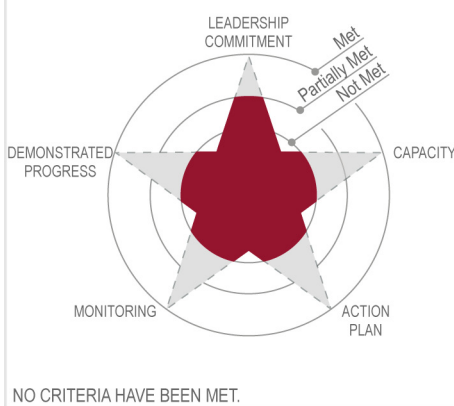 LEADERSHIP
COMMITMENT
Met
Partially Met
Not Met
DEMONSTRATED
PROGRESS
CAPACITY
MONITORING
ACTION
PLAN
NO CRITERIA HAVE BEEN MET.